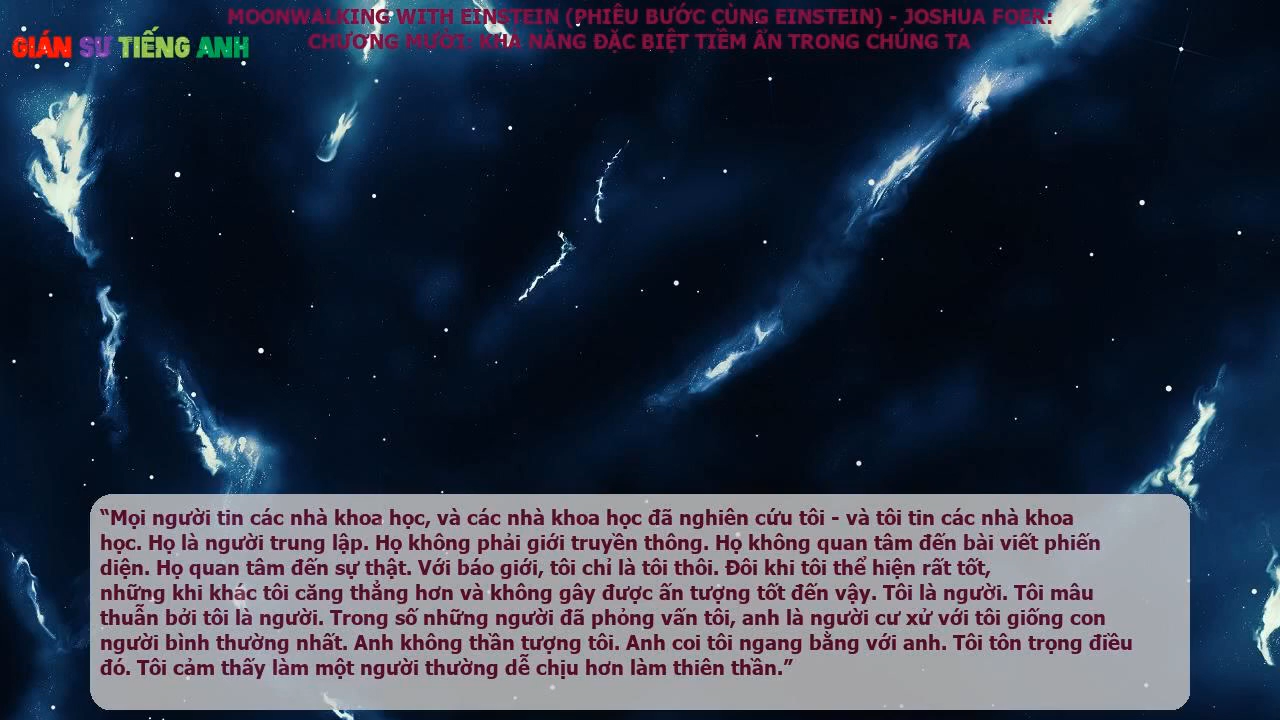 MOONWALKING WITH EINSTEIN (PHIÊU BƯỚC CÙNG EINSTEIN) - JOSHUA FOER:
CHƯƠNG MƯỜI: KHẢ NĂNG ĐẶC BIỆT TIỀM ẨN TRONG CHÚNG TA
GIÁN SƯ TIẾNG ANH
“Mọi người tin các nhà khoa học, và các nhà khoa học đã nghiên cứu tôi - và tôi tin các nhà khoa
học. Họ là người trung lập. Họ không phải giới truyền thông. Họ không quan tâm đến bài viết phiến
diện. Họ quan tâm đến sự thật. Với báo giới, tôi chỉ là tôi thôi. Đôi khi tôi thể hiện rất tốt,
những khi khác tôi căng thẳng hơn và không gây được ấn tượng tốt đến vậy. Tôi là người. Tôi mâu
thuẫn bởi tôi là người. Trong số những người đã phỏng vấn tôi, anh là người cư xử với tôi giống con
người bình thường nhất. Anh không thần tượng tôi. Anh coi tôi ngang bằng với anh. Tôi tôn trọng điều
đó. Tôi cảm thấy làm một người thường dễ chịu hơn làm thiên thần.”